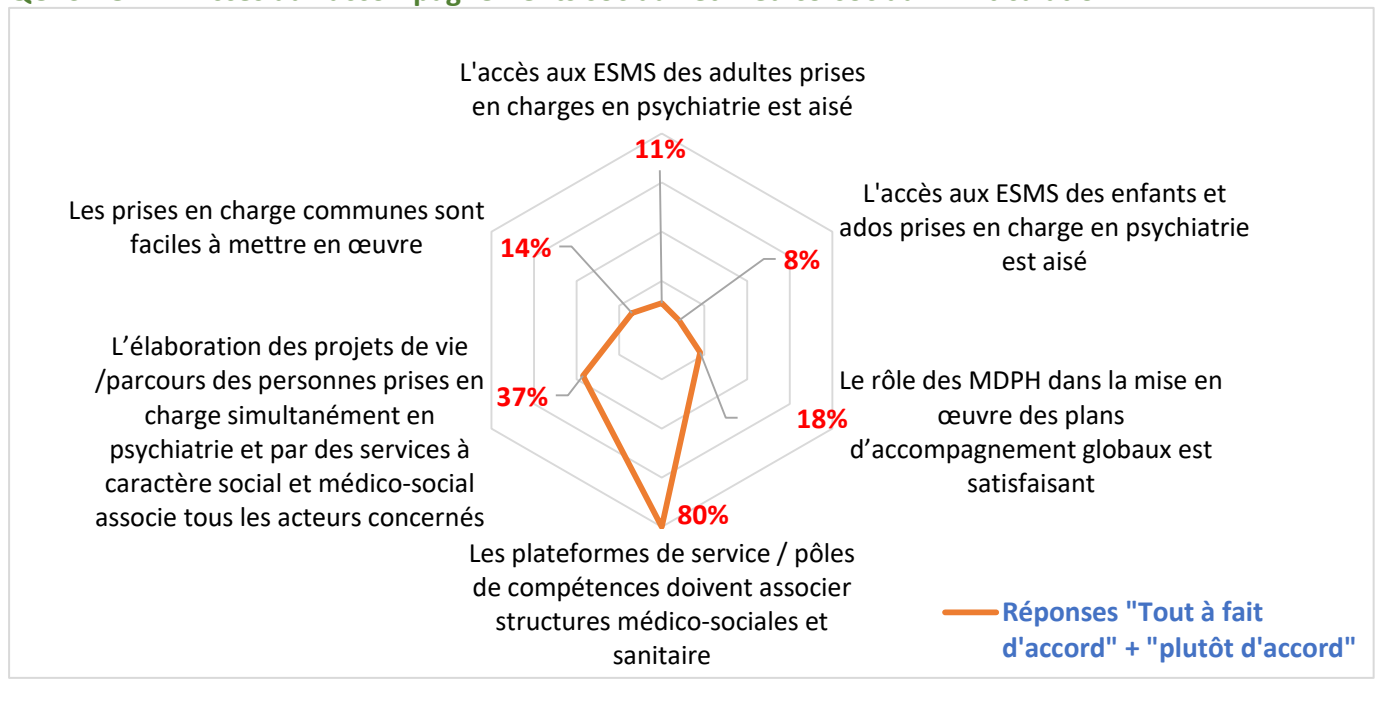 L'accès aux ESMS des adultes prises
en charges en psychiatrie est aisé
11%
L'accès aux ESMS des enfants et
ados prises en charge en psychiatrie
est aisé
8%
Le rôle des MDPH dans la mise en
œuvre des plans
d’accompagnement globaux est
satisfaisant
18%
80%
Les plateformes de service / pôles
de compétences doivent associer
structures médico-sociales et
sanitaire
L’élaboration des projets de vie
/parcours des personnes prises en
charge simultanément en
psychiatrie et par des services à
caractère social et médico-social
associe tous les acteurs concernés
37%
Les prises en charge communes sont
faciles à mettre en œuvre
14%
Réponses "Tout à fait
d'accord" + "plutôt d'accord"